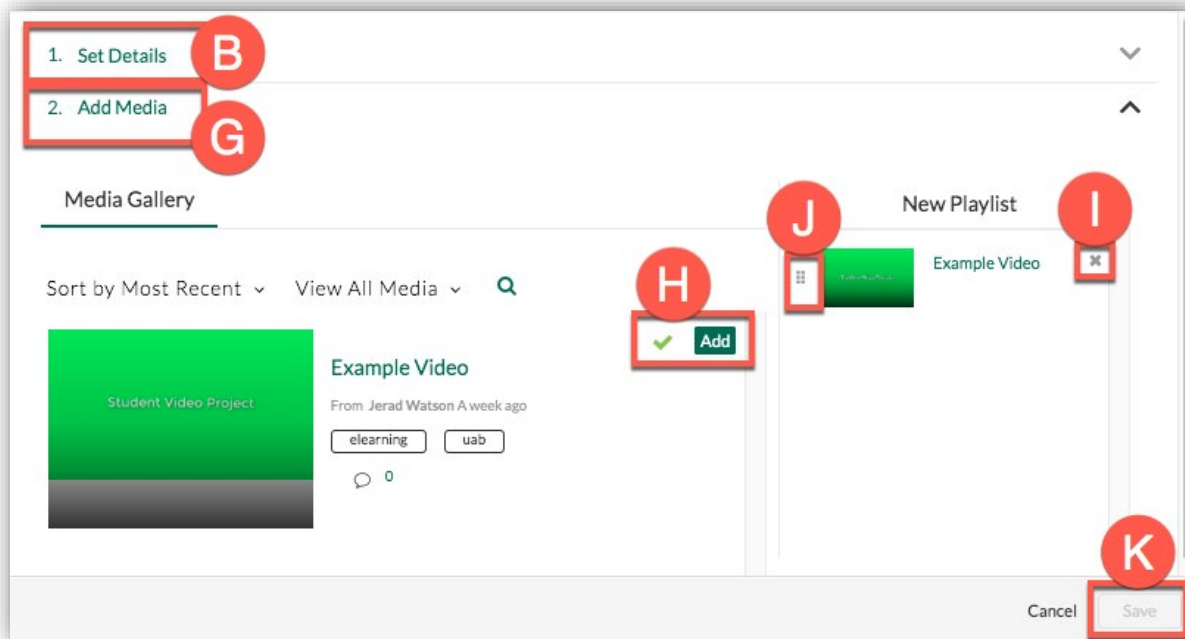 1. Set Details B
2. Add Media
G
Media Gallery
New Playlist
I
J
Example Video
Sort by Most Recent View All Media
H
Add
Example Video
Student Video Project
From Jerad Watson A week ago
elearning uab
0
K
Cancel Save